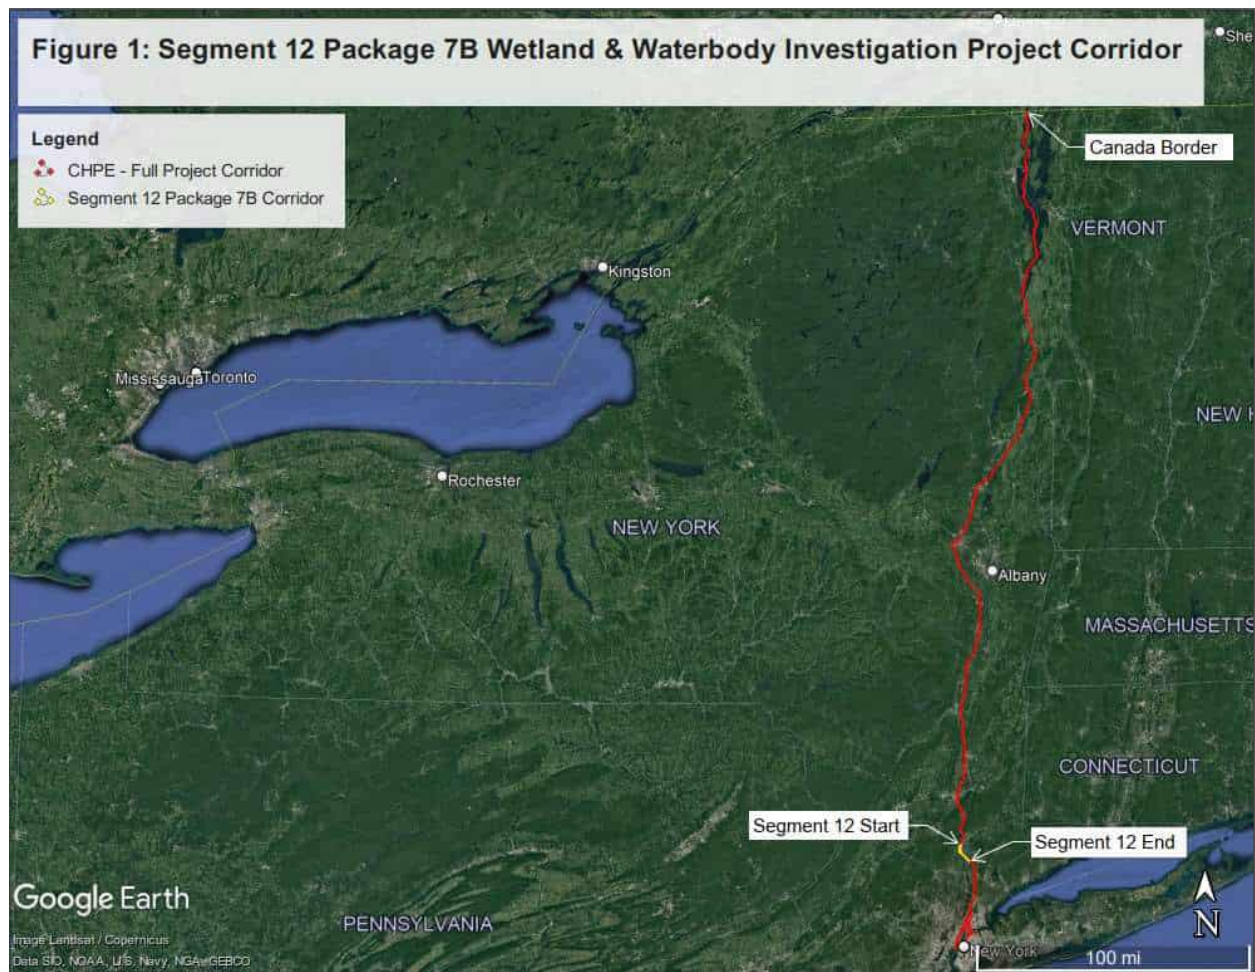 Figure 1: Segment 12 Package 7B Wetland & Waterbody Investigation Project Corridor
She
Legend
CHPE - Full Project Corridor
Segment 12 Package 7B Corridor
Canada Border
VERMONT
Kingston
Mississauga
Toronto
NEW H
Rochester
NEW YORK
Albany
MASSACHUSETTS
CONNECTICUT
Segment 12 Start
Segment 12 End
Google Earth
N
PENNSYLVANIA
Image Landsat / Copernicus
New York
Data SIO, NOAA, U.S. Navy, NGA, GEBCO
100 mi